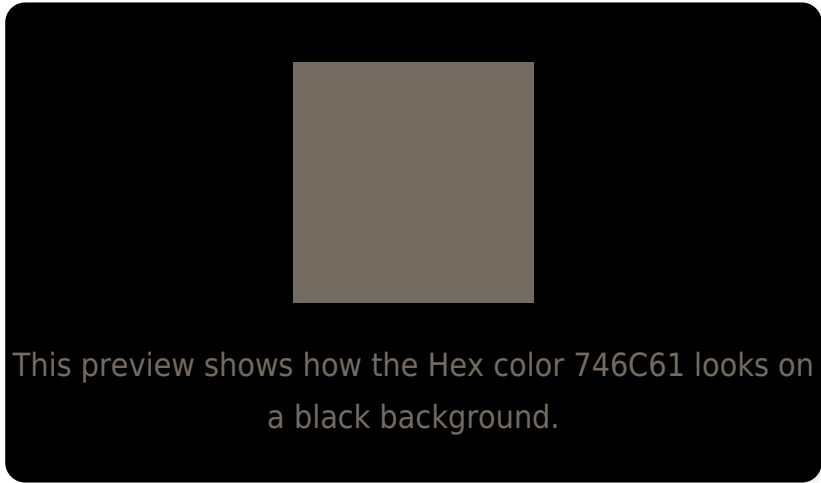 This preview shows how the Hex color 746C61 looks on
a black background.